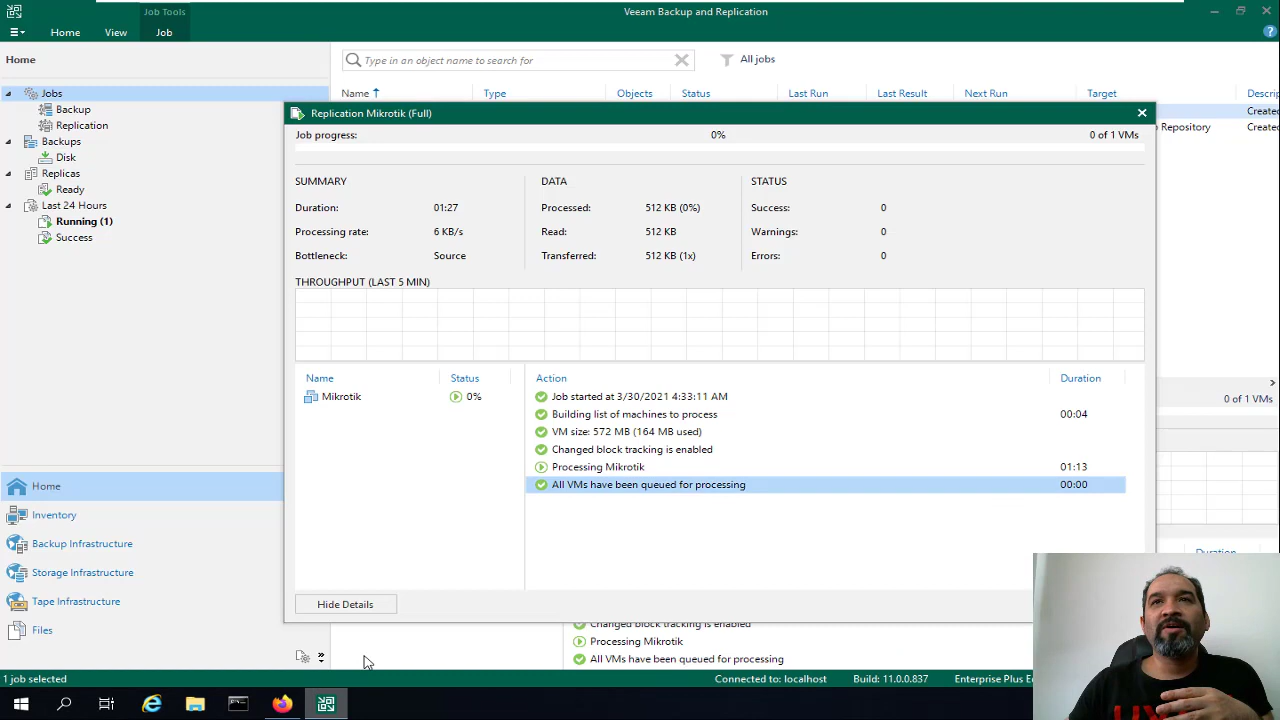 Job Tools
Veeam Backup and Replication
Home View Job
Home
Type in an object name to search for
All jobs
Jobs
Backup
Replication
Backups
Disk
Replicas
Ready
Last 24 Hours
Running (1)
Success
Name Type Objects Status Last Run Last Result Next Run Target Descrip
Created
Repository Created
Replication Mikrotik (Full)
Job progress: 0% 0 of 1 VMs
SUMMARY DATA STATUS
Duration: 01:27 Processed: 512 KB (0%) Success: 0
Processing rate: 6 KB/s Read: 512 KB Warnings: 0
Bottleneck: Source Transferred: 512 KB (1x) Errors: 0
THROUGHPUT (LAST 5 MIN)
Name Status Action Duration
Mikrotik 0% Job started at 3/30/2021 4:33:11 AM
Building list of machines to process 00:04
VM size: 572 MB (164 MB used)
Changed block tracking is enabled
Processing Mikrotik 01:13
All VMs have been queued for processing 00:00
Hide Details
0 of 1 VMs
Duration
Changed block tracking is enabled
Processing Mikrotik
All VMs have been queued for processing
Home
Inventory
Backup Infrastructure
Storage Infrastructure
Tape Infrastructure
Files
1 job selected
Connected to: localhost Build: 11.0.0.837 Enterprise Plus